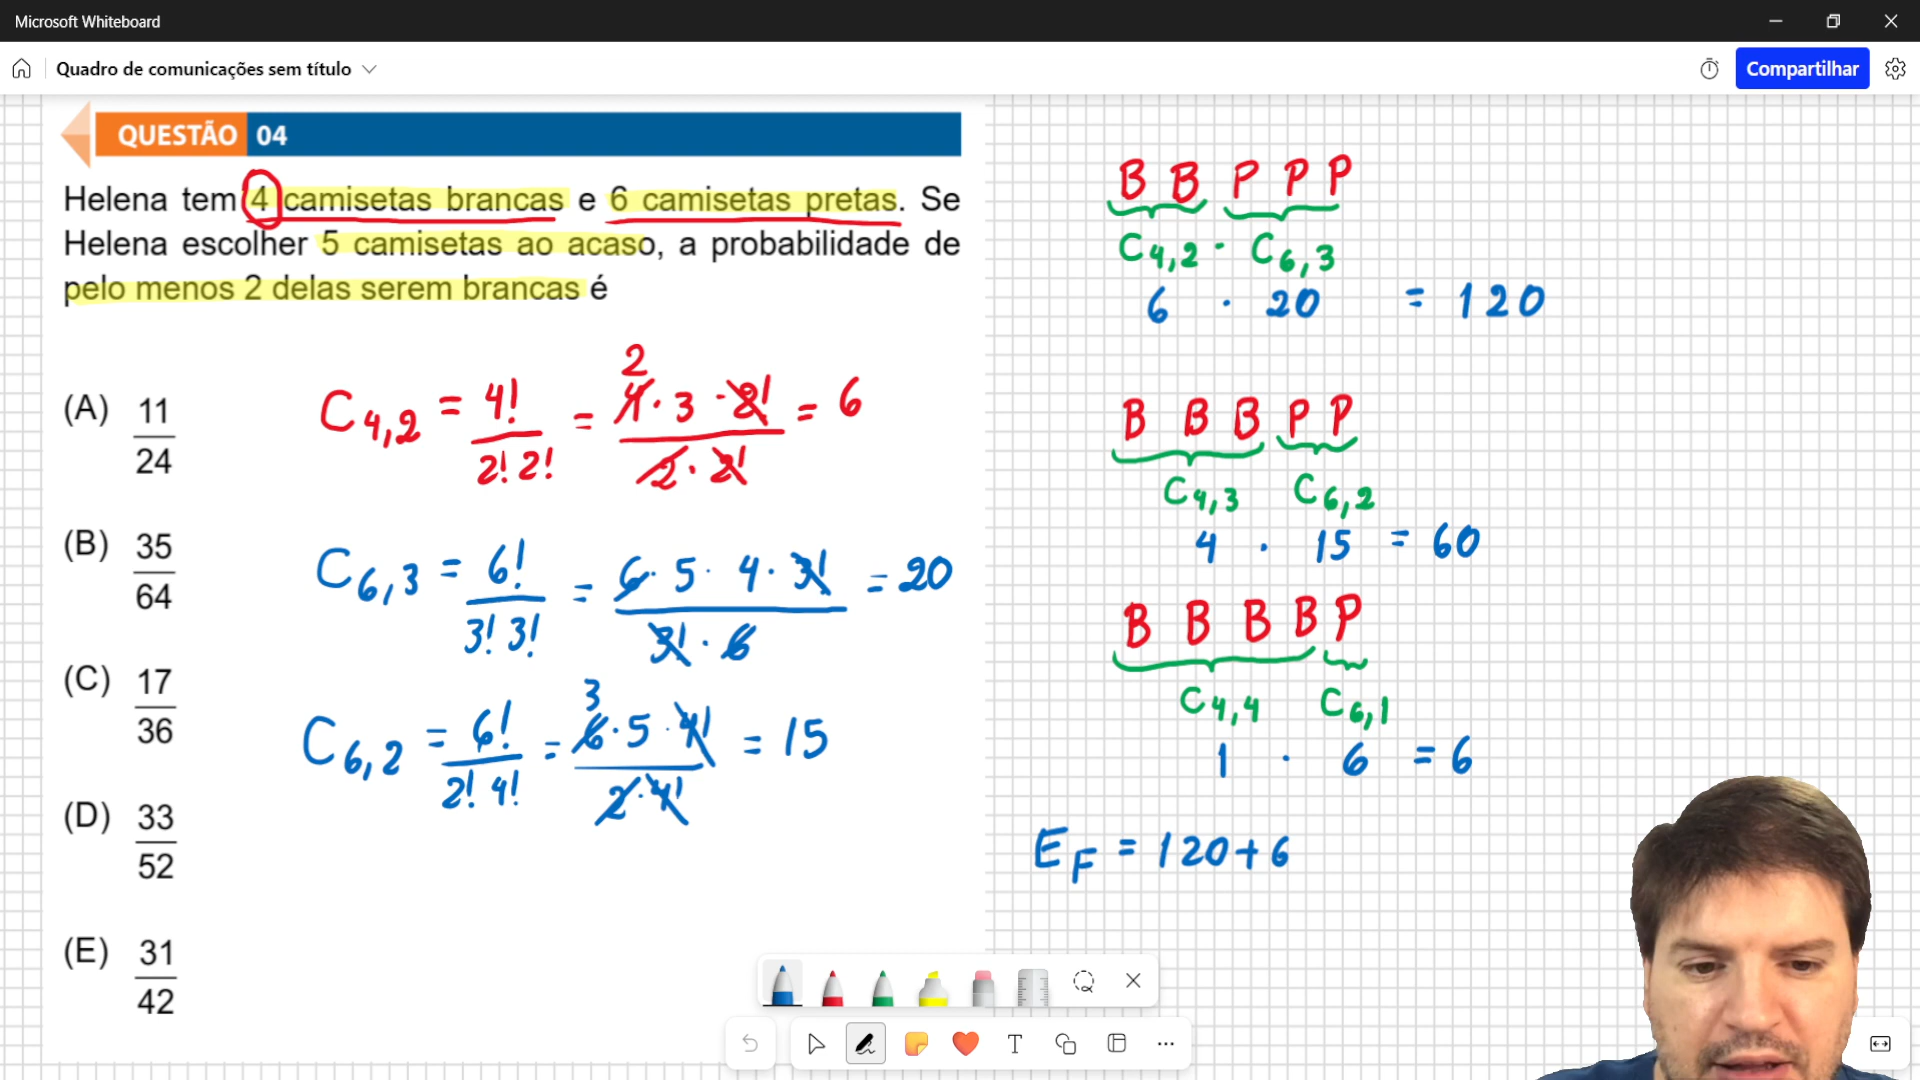 Microsoft Whiteboard
Quadro de comunicações sem título
Compartilhar
QUESTÃO 04
Helena tem 4 camisetas brancas e 6 camisetas pretas. Se
Helena escolher 5 camisetas ao acaso, a probabilidade de
pelo menos 2 delas serem brancas é
(A) 11/24
(B) 35/64
(C) 17/36
(D) 33/52
(E) 31/42
2
C4,2 = 4!/2! 2! = 4 · 3 · 2!/2 · 2! = 6
C6,3 = 6!/3! 3! = 6 · 5 · 4 · 3!/3! · 6 = 20
3
C6,2 = 6!/2! 4! = 6 · 5 · 4!/2 · 4! = 15
B B P P P
C4,2 · C6,3
6 · 20 = 120
B B B P P
C4,3 C6,2
4 · 15 = 60
B B B B P
C4,4 C6,1
1 · 6 = 6
EF = 120+6
T